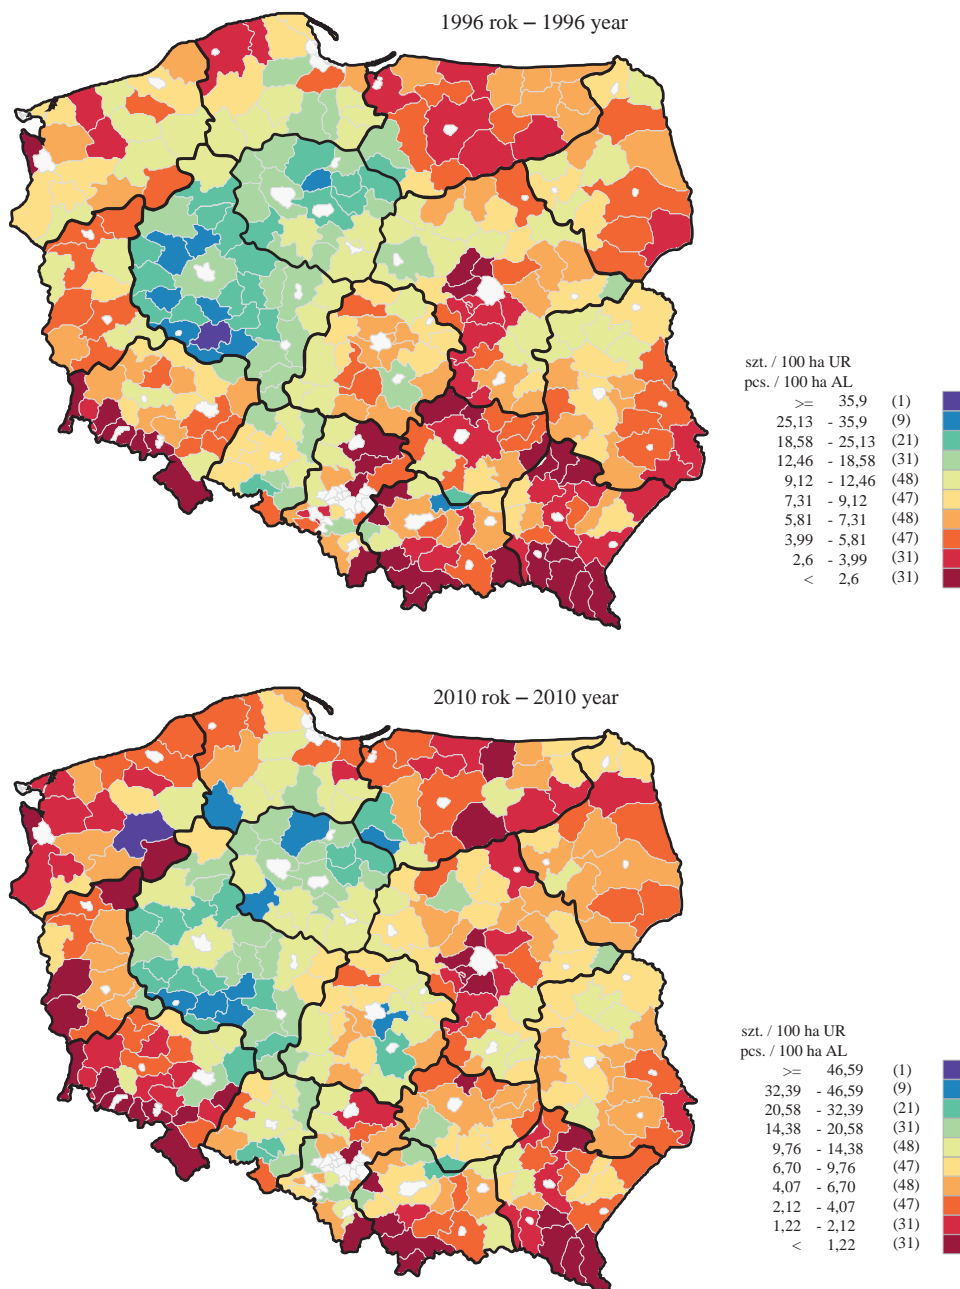 1996 rok – 1996 year
szt. / 100 ha UR
pcs. / 100 ha AL
>= 35,9 (1)
25,13 - 35,9 (9)
18,58 - 25,13 (21)
12,46 - 18,58 (31)
9,12 - 12,46 (48)
7,31 - 9,12 (47)
5,81 - 7,31 (48)
3,99 - 5,81 (47)
2,6 - 3,99 (31)
< 2,6 (31)
2010 rok – 2010 year
szt. / 100 ha UR
pcs. / 100 ha AL
>= 46,59 (1)
32,39 - 46,59 (9)
20,58 - 32,39 (21)
14,38 - 20,58 (31)
9,76 - 14,38 (48)
6,70 - 9,76 (47)
4,07 - 6,70 (48)
2,12 - 4,07 (47)
1,22 - 2,12 (31)
< 1,22 (31)